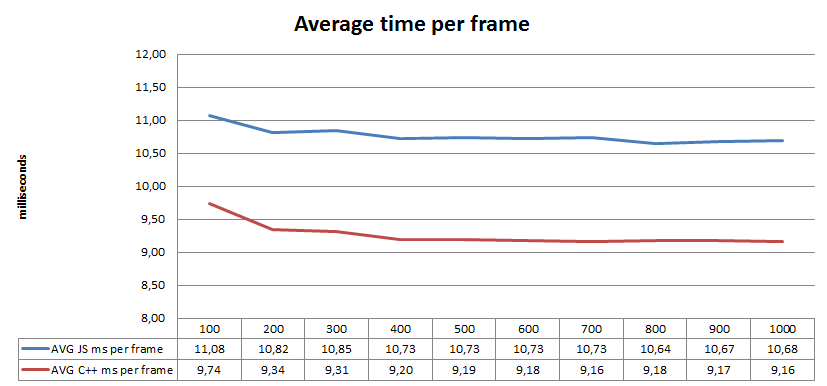 Average time per frame
12,00
11,50
11,00
10,50
10,00
9,50
9,00
8,50
8,00
milliseconds
100 200 300 400 500 600 700 800 900 1000
AVG JS ms per frame 11,08 10,82 10,85 10,73 10,73 10,73 10,73 10,64 10,67 10,68
AVG C++ ms per frame 9,74 9,34 9,31 9,20 9,19 9,18 9,16 9,18 9,17 9,16